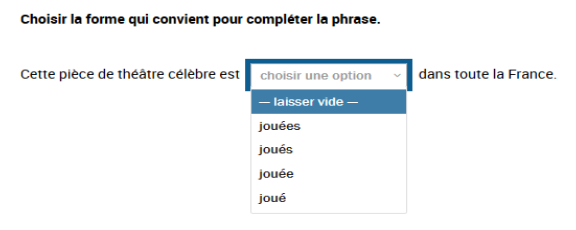 Choisir la forme qui convient pour compléter la phrase.
Cette pièce de théâtre célèbre est choisir une option dans toute la France.
— laisser vide —
jouées
joués
jouée
joué